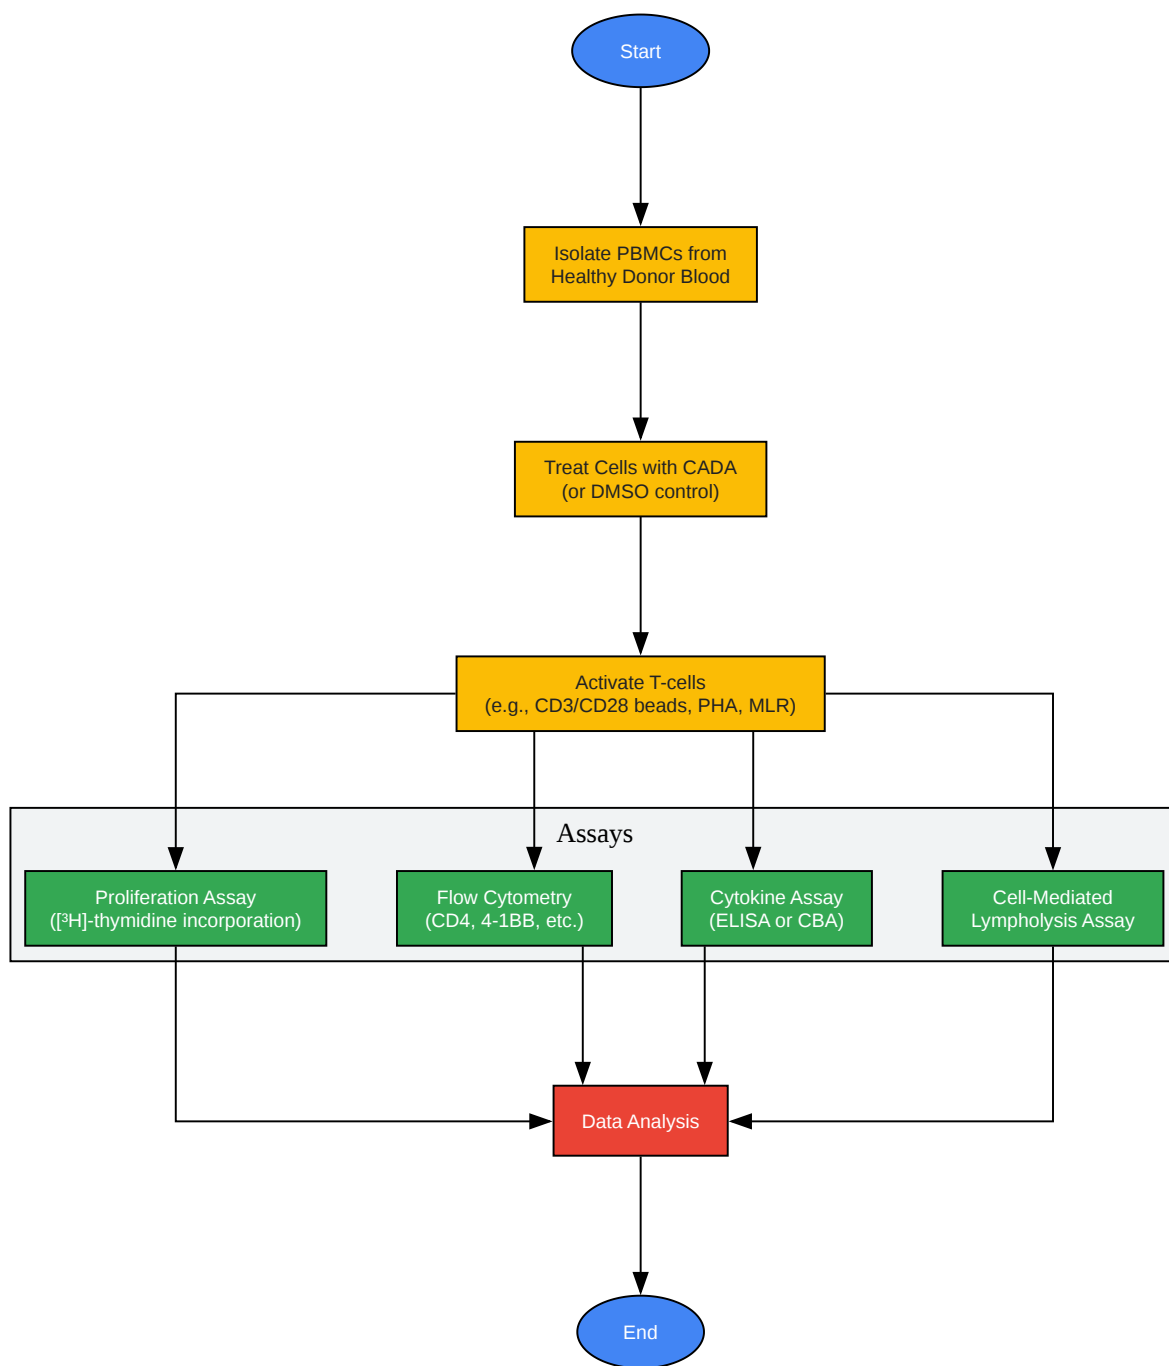 Start
Isolate PBMCs from
Healthy Donor Blood
Treat Cells with CADA
(or DMSO control)
Activate T-cells
(e.g., CD3/CD28 beads, PHA, MLR)
Assays
Proliferation Assay
([³H]-thymidine incorporation)
Flow Cytometry
(CD4, 4-1BB, etc.)
Cytokine Assay
(ELISA or CBA)
Cell-Mediated
Lympholysis Assay
Data Analysis
End